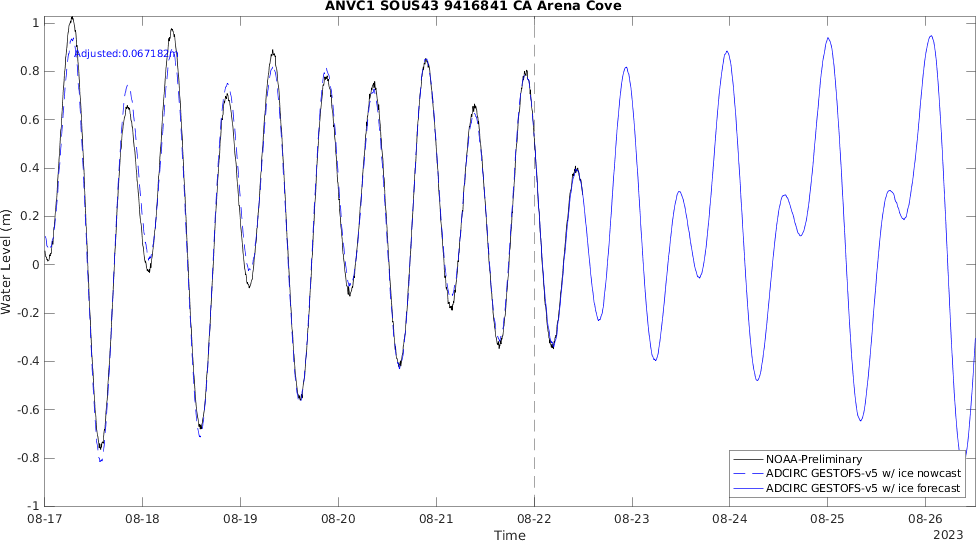 ANVC1 SOUS43 9416841 CA Arena Cove
Adjusted:0.067182m
Water Level (m)
1
0.8
0.6
0.4
0.2
0
-0.2
-0.4
-0.6
-0.8
-1
NOAA-Preliminary
ADCIRC GESTOFS-v5 w/ ice nowcast
ADCIRC GESTOFS-v5 w/ ice forecast
08-17 08-18 08-19 08-20 08-21 08-22 08-23 08-24 08-25 08-26
Time
2023